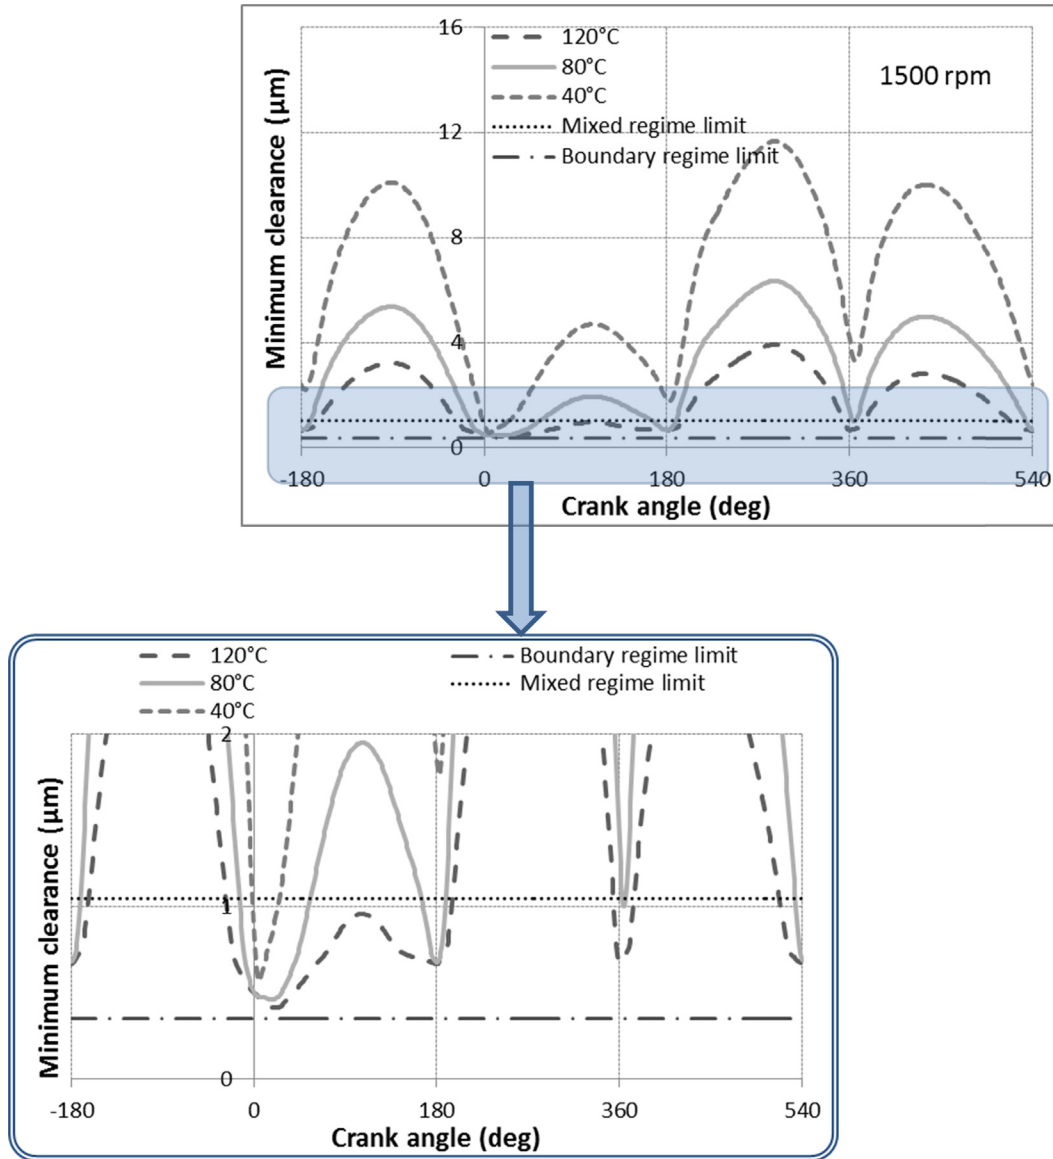 16
120°C
80°C
1500 rpm
40°C
Mixed regime limit
12
Boundary regime limit
Minimum clearance (µm)
8
4
0
-180 0 180 360 540
Crank angle (deg)
120°C Boundary regime limit
80°C Mixed regime limit
40°C
2
Minimum clearance (µm)
1
0
-180 0 180 360 540
Crank angle (deg)